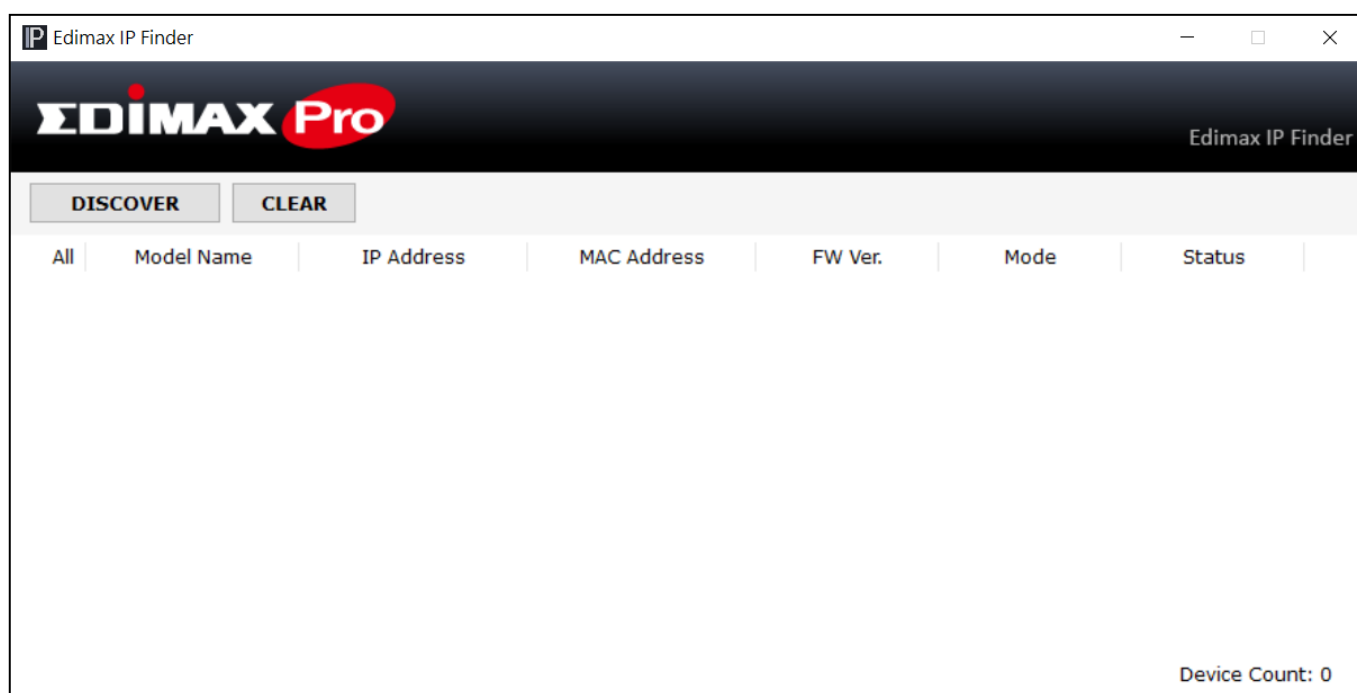 Edimax IP Finder
EDIMAX Pro
Edimax IP Finder
DISCOVER CLEAR
All Model Name IP Address MAC Address FW Ver. Mode Status
Device Count: 0